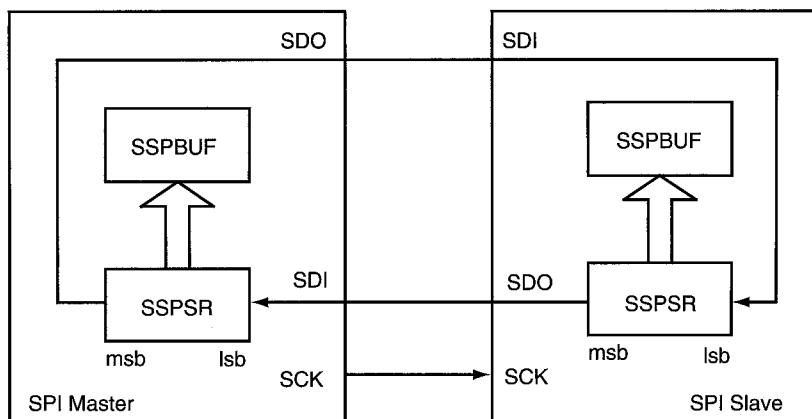 SDO SDI
SSPBUF SSPBUF
SDI SDO
SSPSR SSPSR
msb lsb msb lsb
SCK SCK
SPI Master SPI Slave